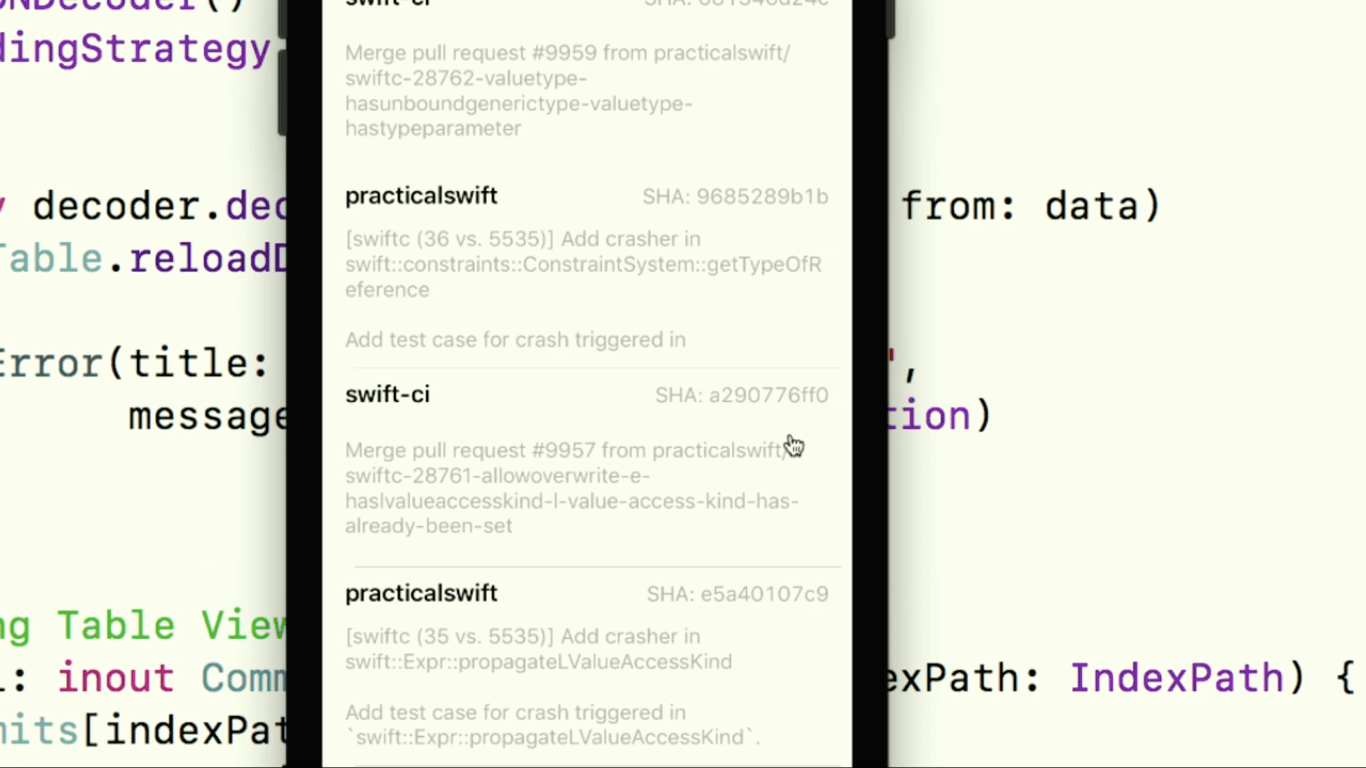 swift-ci
Merge pull request #9959 from practicalswift/
swiftc-28762-valuetype-
hasunboundgenerictype-valuetype-
hastypeparameter
practicalswift SHA: 9685289b1b
[swiftc (36 vs. 5535)] Add crasher in
swift::constraints::ConstraintSystem::getTypeOfR
eference
Add test case for crash triggered in
swift-ci SHA: a290776ff0
Merge pull request #9957 from practicalswift/
swiftc-28761-allowoverwrite-e-
haslvalueaccesskind-l-value-access-kind-has-
already-been-set
practicalswift SHA: e5a40107c9
[swiftc (35 vs. 5535)] Add crasher in
swift::Expr::propagateLValueAccessKind
Add test case for crash triggered in
`swift::Expr::propagateLValueAccessKind`.
NDecoder()
dingStrategy
y decoder.dec from: data)
Table.reloadD
Error(title: ",
message tion)
ng Table View
l: inout Comm exPath: IndexPath) {
mits[indexPat